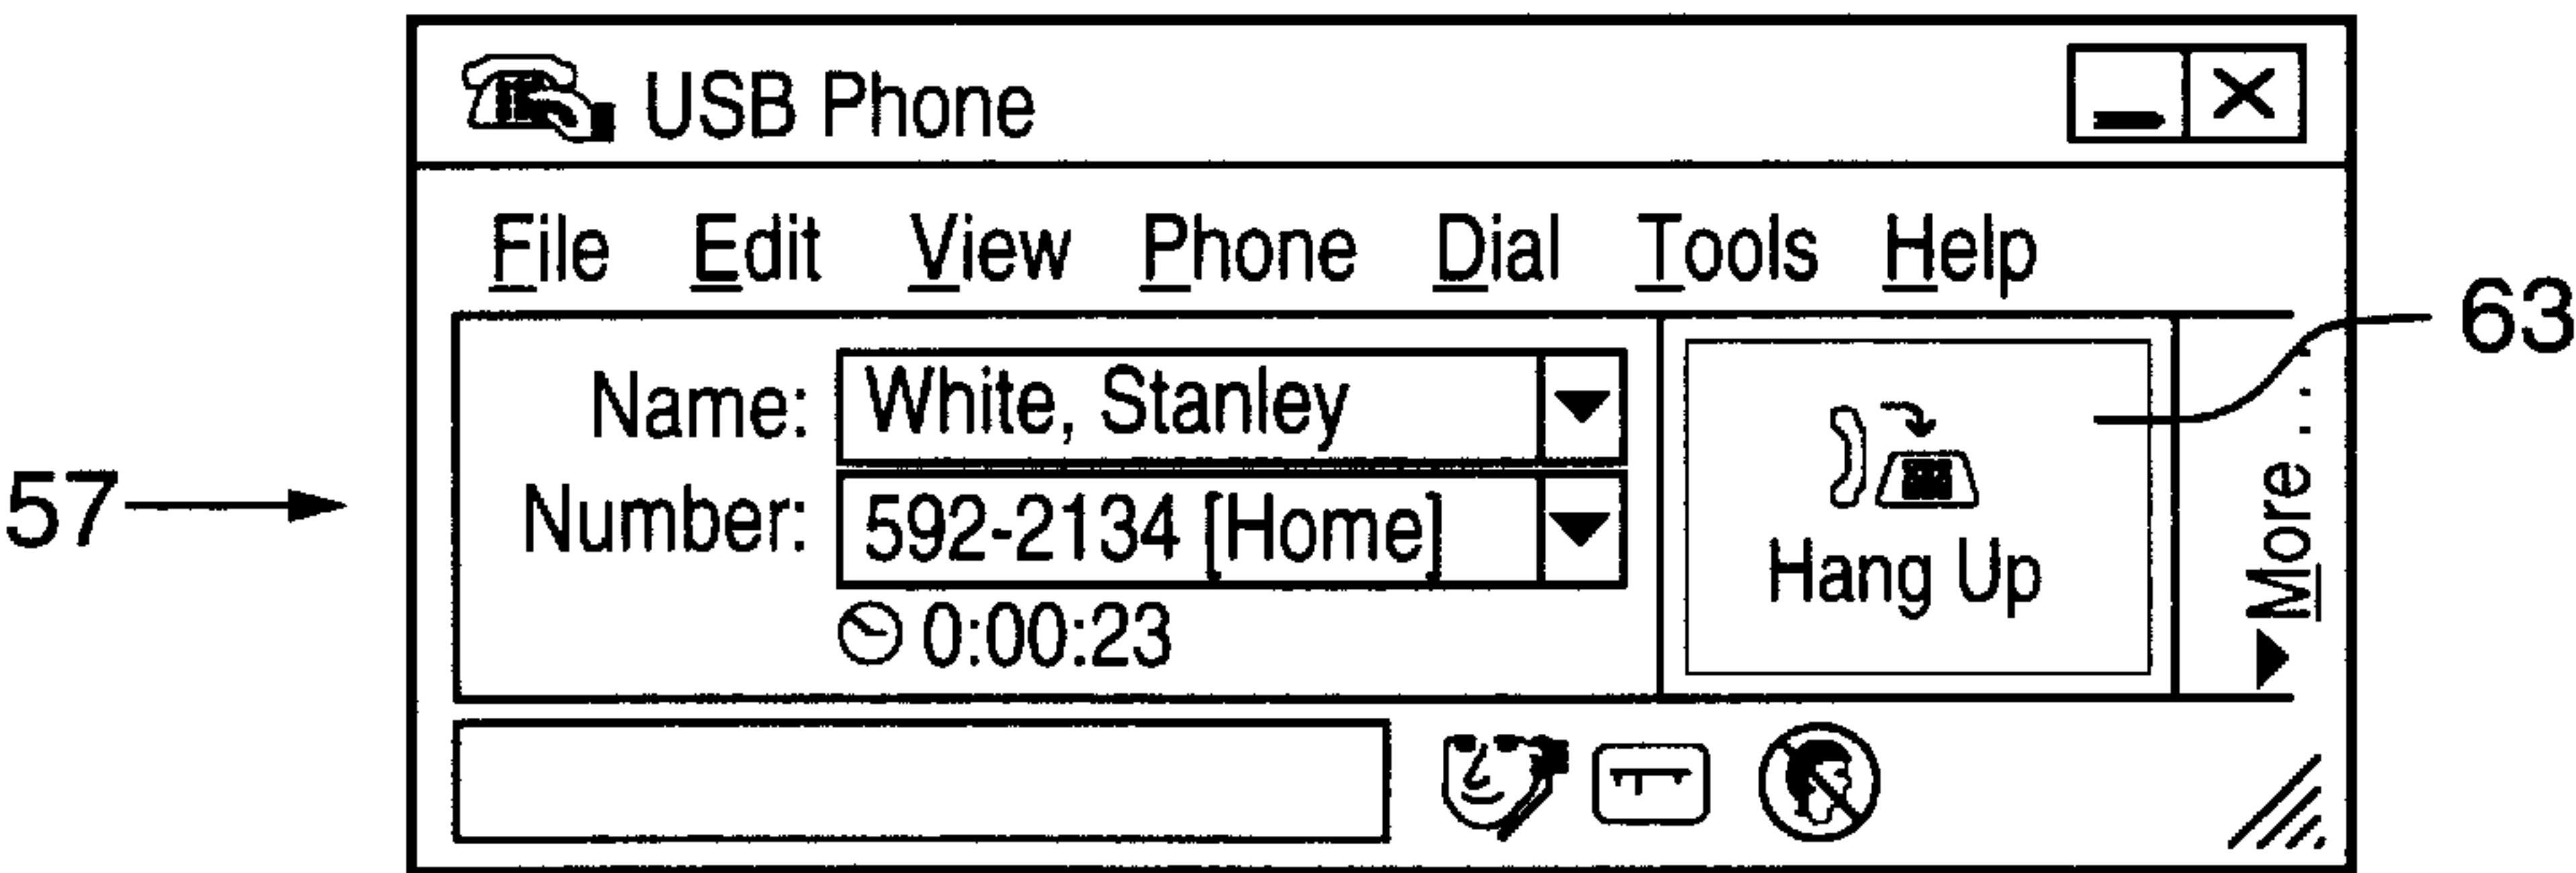 USB Phone
File Edit View Phone Dial Tools Help
63
Name: White, Stanley
57
Number: 592-2134 [Home]
Hang Up
More ...
0:00:23